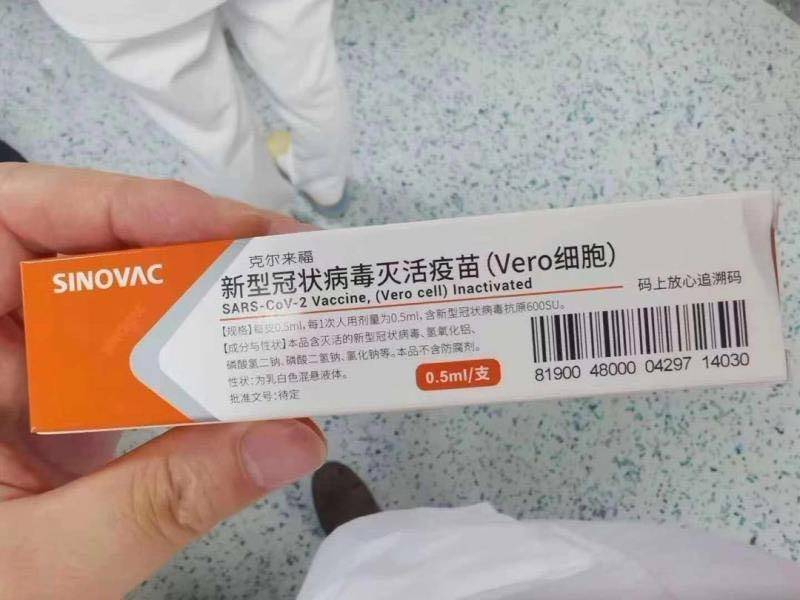 SINOVAC
克尔来福
新型冠状病毒灭活疫苗(Vero细胞)
SARS-CoV-2 Vaccine, (Vero cell) Inactivated
码上放心追溯码
【规格】每支0.5ml，每1次人用剂量为0.5ml，含新型冠状病毒抗原600SU。
【成分与性状】本品含灭活的新型冠状病毒、氢氧化铝、
磷酸氢二钠、磷酸二氢钠、氯化钠等。本品不含防腐剂。
性状：为乳白色混悬液体。
批准文号：待定
0.5ml/支
81900 48000 04297 14030